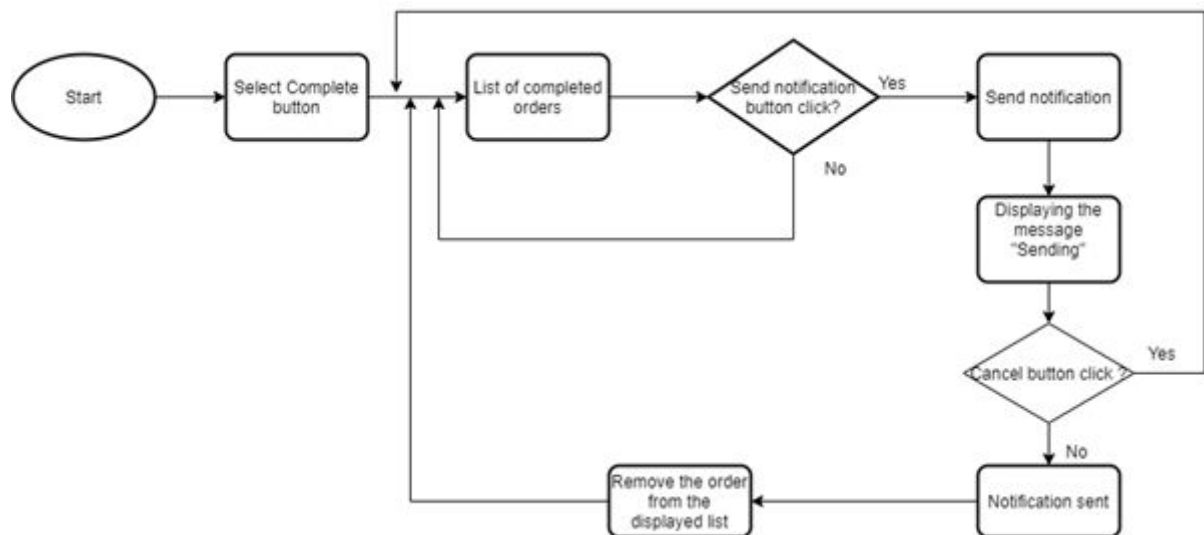 Start
Select Complete
button
List of completed
orders
Send notification
button click?
Yes
Send notification
No
Displaying the
message
"Sending"
Cancel button click ?
Yes
No
Notification sent
Remove the order
from the
displayed list